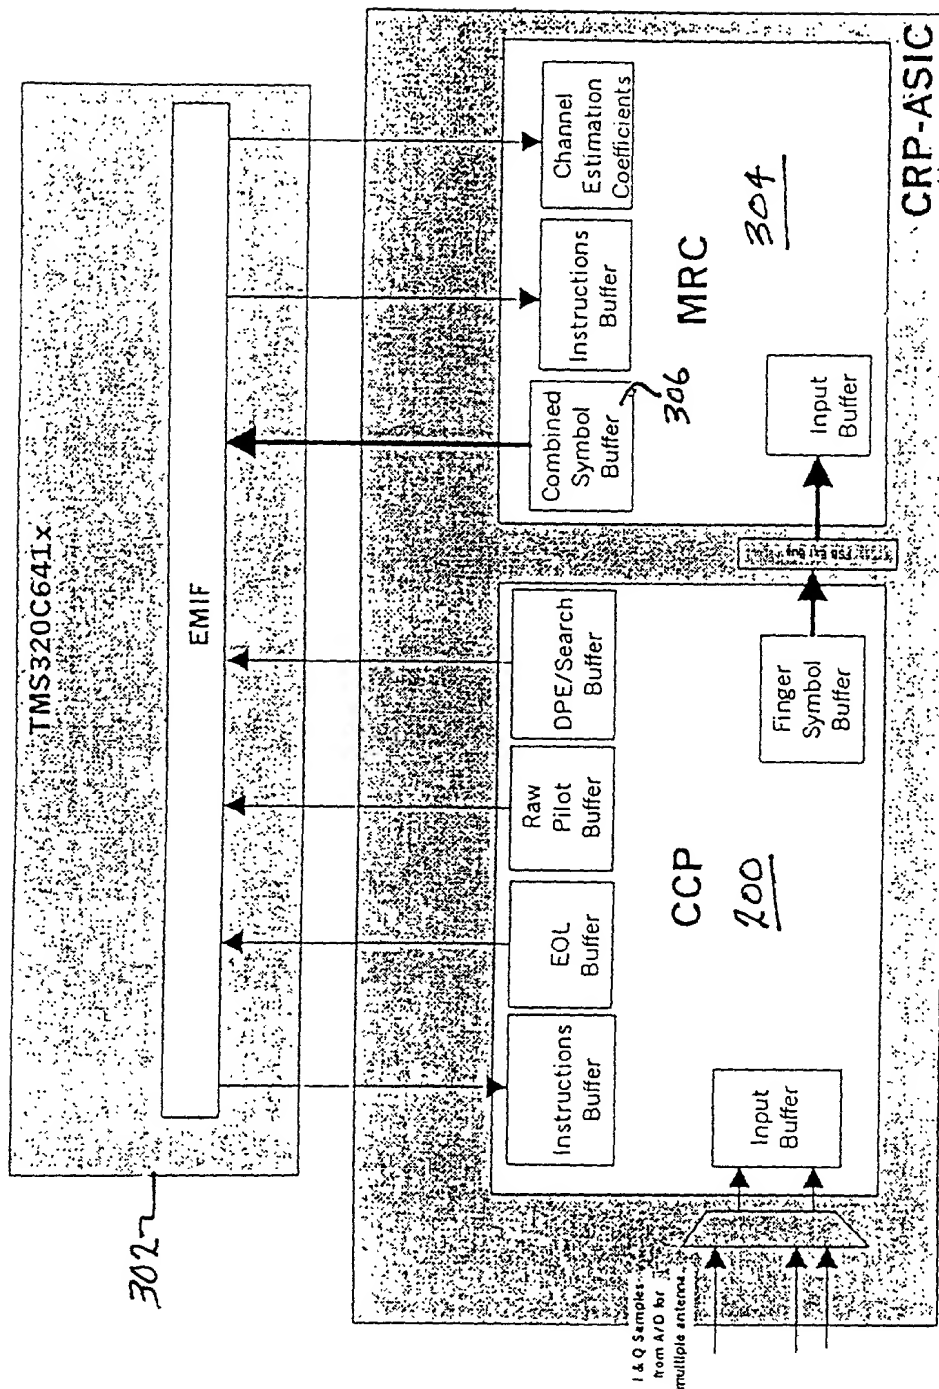 302
TMS320C641x
EMIF
Instructions
Buffer
EOL
Buffer
Raw
Pilot
Buffer
DPE/Search
Buffer
Combined
Symbol
Buffer
306
Instructions
Buffer
Channel
Estimation
Coefficients
CCP
200
MRC
304
Input
Buffer
Finger
Symbol
Buffer
Input
Buffer
I & Q Samples
from A/D for
multiple antenna
CRP-ASIC